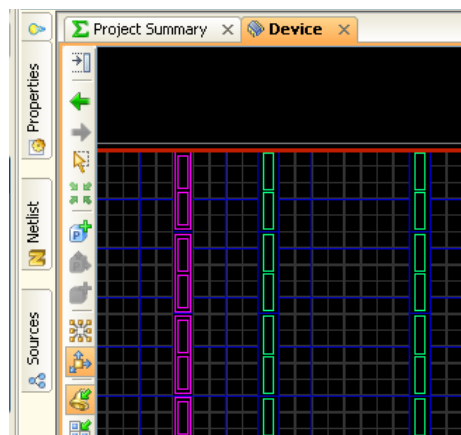 Project Summary
Device
Properties
Netlist
Sources